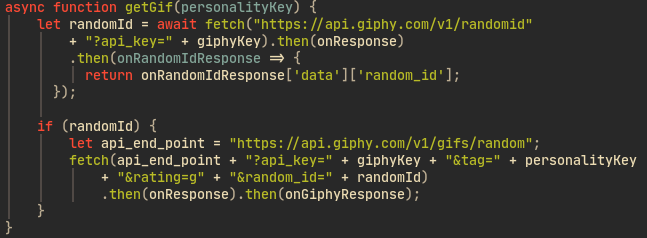 async function getGif(personalityKey) {
let randomId = await fetch("https://api.giphy.com/v1/randomid"
+ "?api_key=" + giphyKey).then(onResponse)
.then(onRandomIdResponse => {
return onRandomIdResponse['data']['random_id'];
});
if (randomId) {
let api_end_point = "https://api.giphy.com/v1/gifs/random";
fetch(api_end_point + "?api_key=" + giphyKey + "&tag=" + personalityKey
+ "&rating=g" + "&random_id=" + randomId)
.then(onResponse).then(onGiphyResponse);
}
}